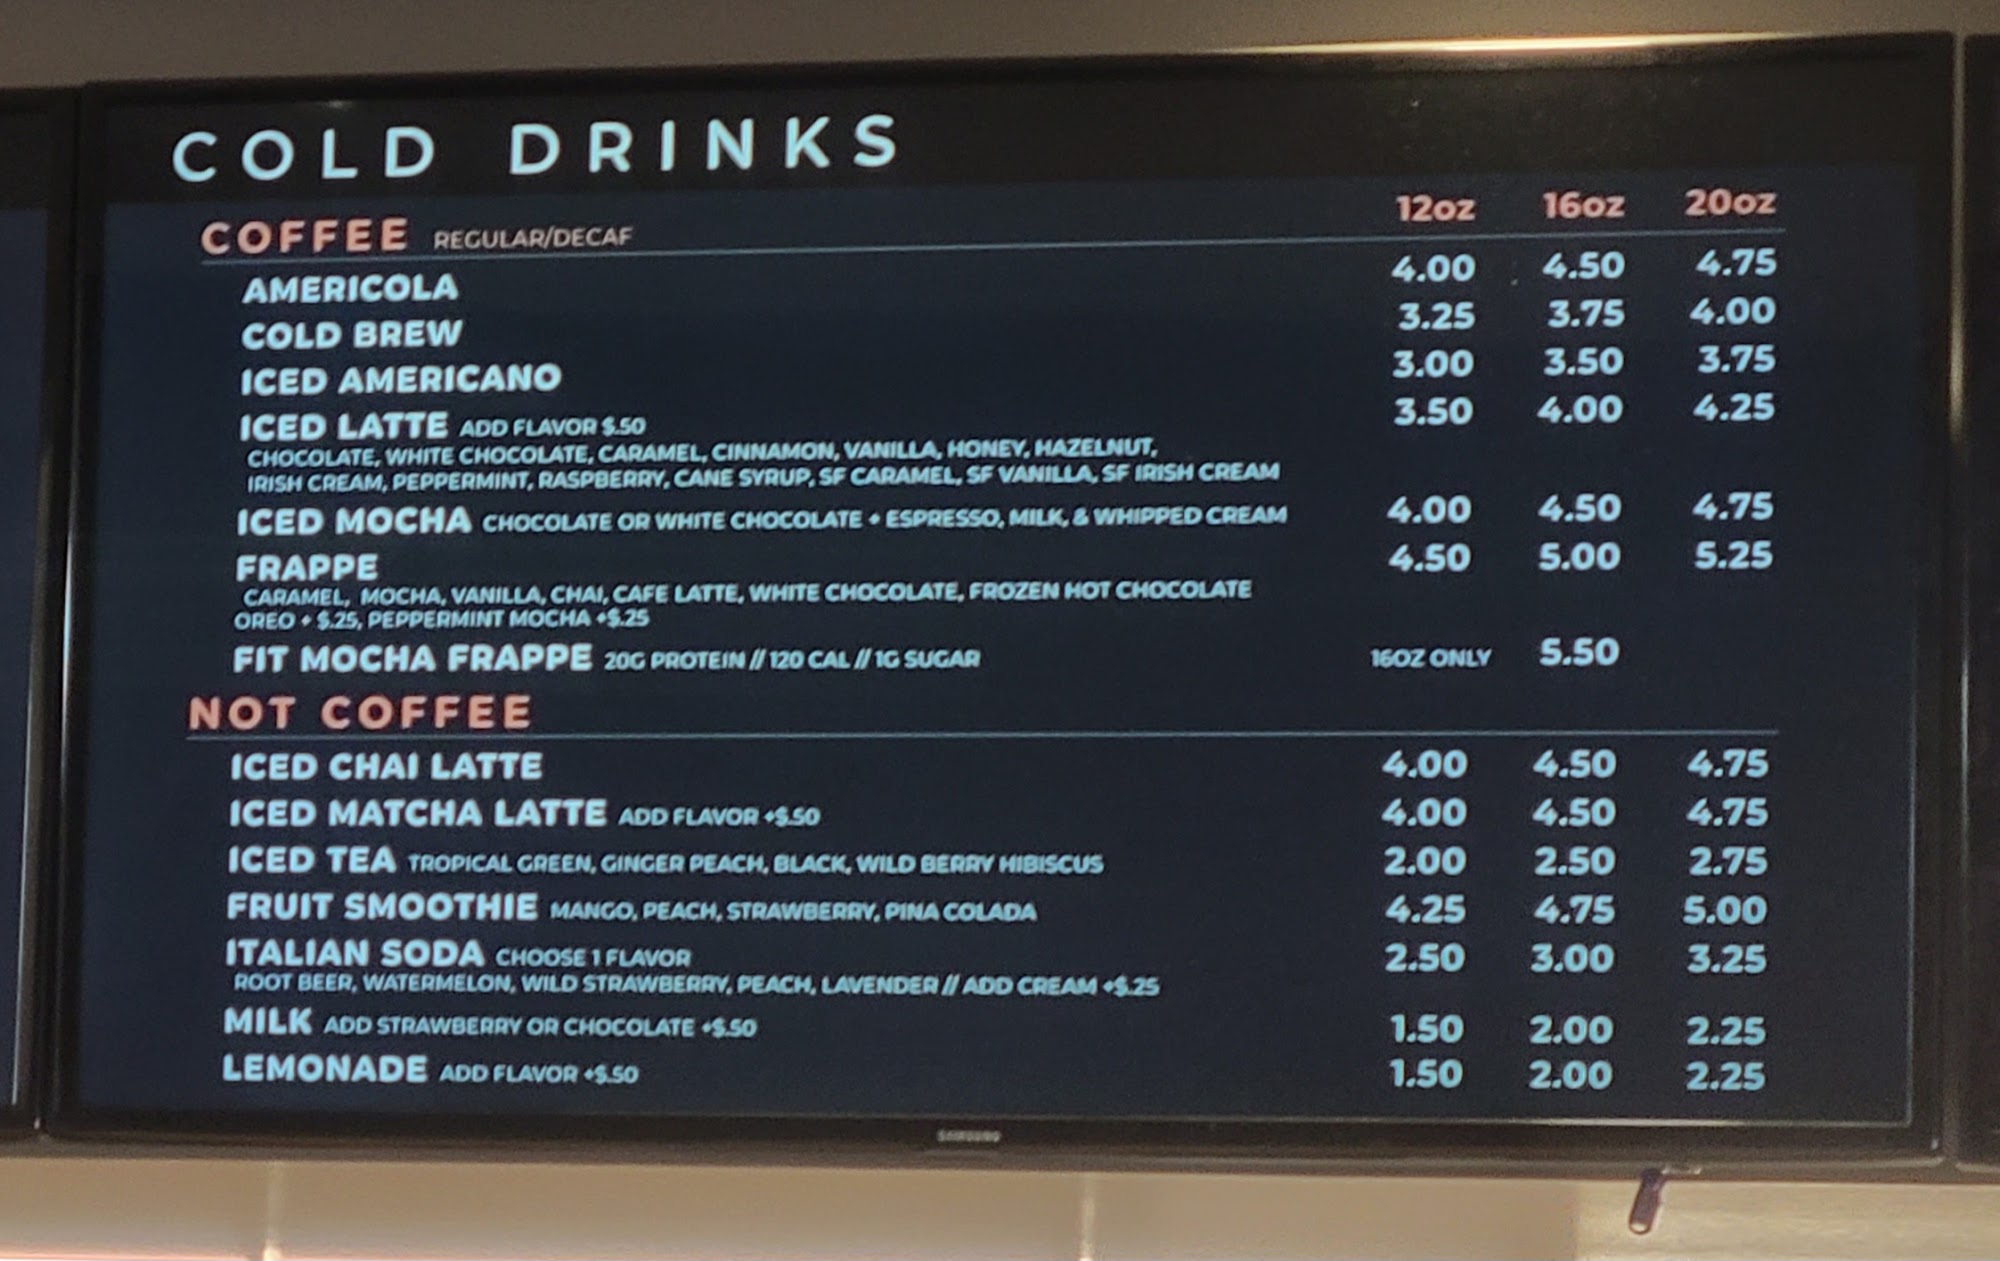 COLD DRINKS
COFFEE REGULAR/DECAF 12oz 16oz 20oz
AMERICOLA 4.00 4.50 4.75
COLD BREW 3.25 3.75 4.00
ICED AMERICANO 3.00 3.50 3.75
ICED LATTE ADD FLAVOR $.50 3.50 4.00 4.25
CHOCOLATE, WHITE CHOCOLATE, CARAMEL, CINNAMON, VANILLA, HONEY, HAZELNUT,
IRISH CREAM, PEPPERMINT, RASPBERRY, CANE SYRUP, SF CARAMEL, SF VANILLA, SF IRISH CREAM
ICED MOCHA CHOCOLATE OR WHITE CHOCOLATE + ESPRESSO, MILK, & WHIPPED CREAM 4.00 4.50 4.75
FRAPPE 4.50 5.00 5.25
CARAMEL, MOCHA, VANILLA, CHAI, CAFE LATTE, WHITE CHOCOLATE, FROZEN HOT CHOCOLATE
OREO + $.25, PEPPERMINT MOCHA +$.25
FIT MOCHA FRAPPE 20G PROTEIN // 120 CAL // 1G SUGAR 16OZ ONLY 5.50
NOT COFFEE
ICED CHAI LATTE 4.00 4.50 4.75
ICED MATCHA LATTE ADD FLAVOR +$.50 4.00 4.50 4.75
ICED TEA TROPICAL GREEN, GINGER PEACH, BLACK, WILD BERRY HIBISCUS 2.00 2.50 2.75
FRUIT SMOOTHIE MANGO, PEACH, STRAWBERRY, PINA COLADA 4.25 4.75 5.00
ITALIAN SODA CHOOSE 1 FLAVOR 2.50 3.00 3.25
ROOT BEER, WATERMELON, WILD STRAWBERRY, PEACH, LAVENDER // ADD CREAM +$.25
MILK ADD STRAWBERRY OR CHOCOLATE +$.50 1.50 2.00 2.25
LEMONADE ADD FLAVOR +$.50 1.50 2.00 2.25
SAMSUNG